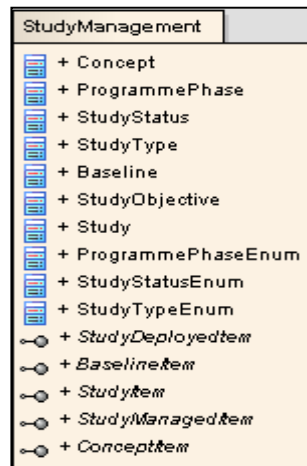 StudyManagement
+ Concept
+ ProgrammePhase
+ StudyStatus
+ StudyType
+ Baseline
+ StudyObjective
+ Study
+ ProgrammePhaseEnum
+ StudyStatusEnum
+ StudyTypeEnum
+ StudyDeployedItem
+ BaselineItem
+ StudyItem
+ StudyManagedItem
+ ConceptItem